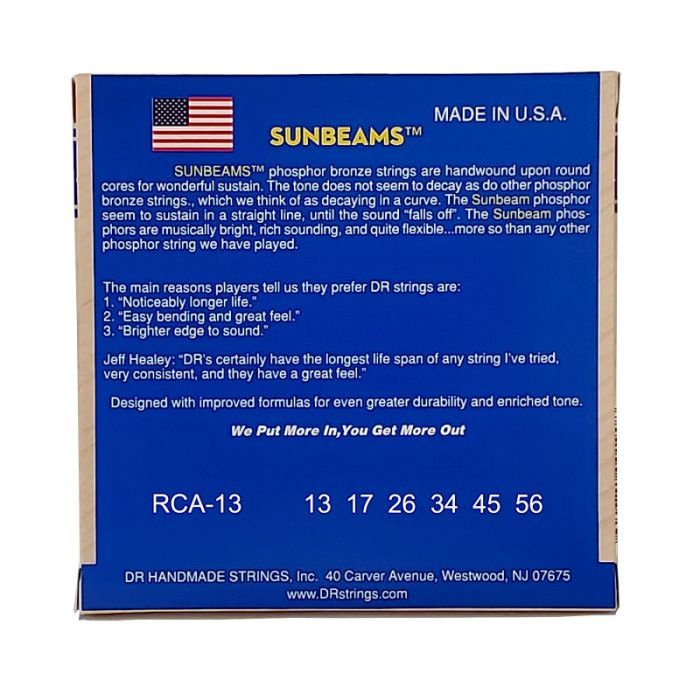 MADE IN U.S.A.
SUNBEAMS™
SUNBEAMS™ phosphor bronze strings are handwound upon round
cores for wonderful sustain. The tone does not seem to decay as do other phosphor
bronze strings., which we think of as decaying in a curve. The Sunbeam phosphor
seem to sustain in a straight line, until the sound "falls off". The Sunbeam phos-
phors are musically bright, rich sounding, and quite flexible...more so than any other
phosphor string we have played.
The main reasons players tell us they prefer DR strings are:
1. "Noticeably longer life."
2. "Easy bending and great feel."
3. "Brighter edge to sound."
Jeff Healey: "DR's certainly have the longest life span of any string I've tried,
very consistent, and they have a great feel."
Designed with improved formulas for even greater durability and enriched tone.
We Put More In,You Get More Out
RCA-13 13 17 26 34 45 56
DR HANDMADE STRINGS, Inc. 40 Carver Avenue, Westwood, NJ 07675
www.DRstrings.com